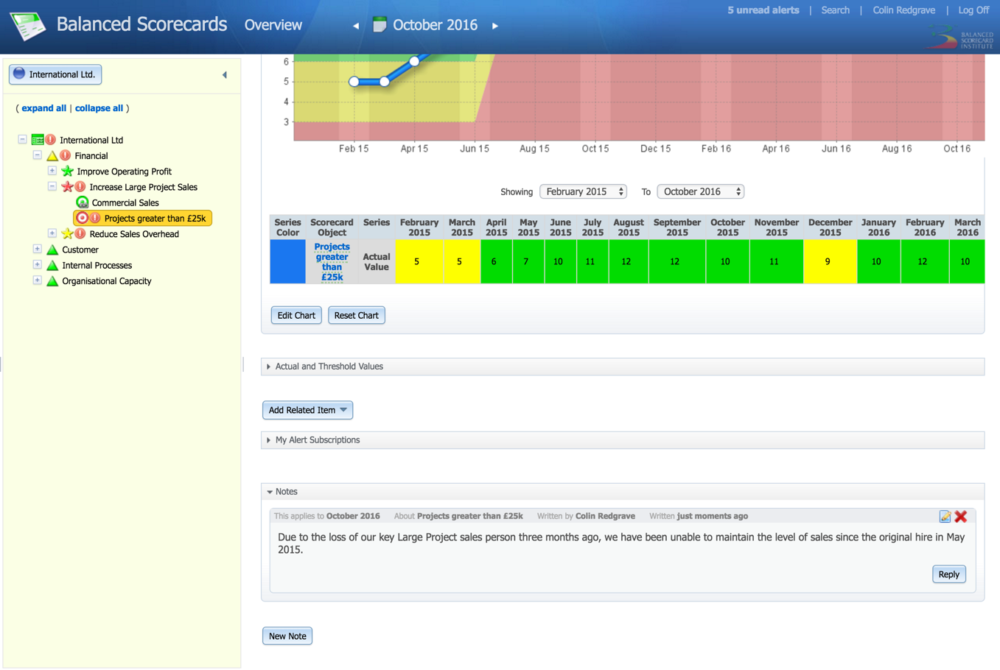 Balanced Scorecards Overview October 2016
5 unread alerts | Search | Colin Redgrave | Log Off
BALANCED
SCORECARD
INSTITUTE
International Ltd.
( expand all | collapse all )
International Ltd
Financial
Improve Operating Profit
Increase Large Project Sales
Commercial Sales
Projects greater than £25k
Reduce Sales Overhead
Customer
Internal Processes
Organisational Capacity
6
5
4
3
Feb 15 Apr 15 Jun 15 Aug 15 Oct 15 Dec 15 Feb 16 Apr 16 Jun 16 Aug 16 Oct 16
Showing February 2015 To October 2016
Series Scorecard Series February March April May June July August September October November December January February March
Color Object 2015 2015 2015 2015 2015 2015 2015 2015 2015 2015 2015 2016 2016 2016
Projects
greater
than
£25k
Actual
Value
5 5 6 7 10 11 12 12 10 11 9 10 12 10
Edit Chart Reset Chart
Actual and Threshold Values
Add Related Item
My Alert Subscriptions
Notes
This applies to October 2016 About Projects greater than £25k Written by Colin Redgrave Written just moments ago
Due to the loss of our key Large Project sales person three months ago, we have been unable to maintain the level of sales since the original hire in May
2015.
Reply
New Note